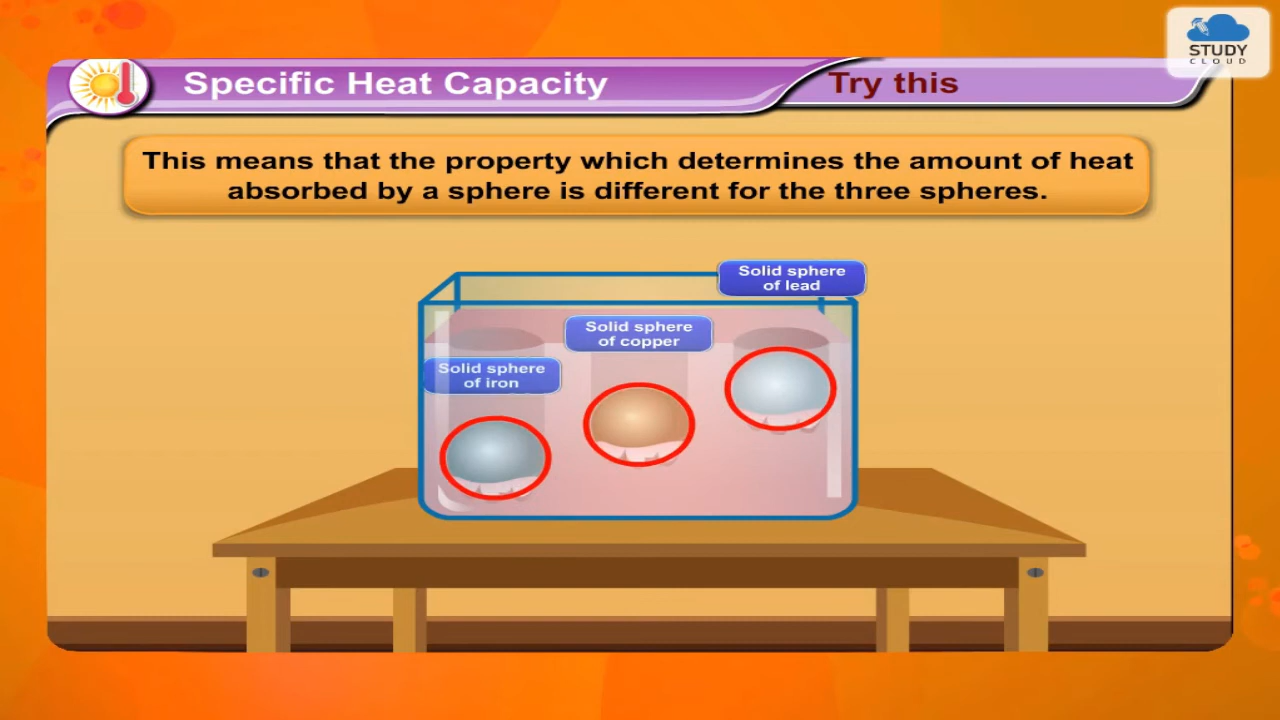 STUDY
CLOUD
Specific Heat Capacity
Try this
This means that the property which determines the amount of heat
absorbed by a sphere is different for the three spheres.
Solid sphere
of lead
Solid sphere
of copper
Solid sphere
of iron